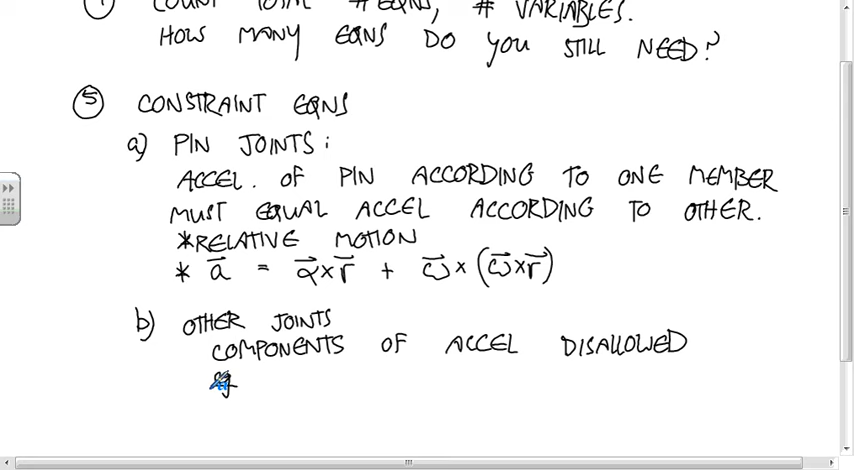 COUNT TOTAL # EQNS, # VARIABLES.
HOW MANY EQNS DO YOU STILL NEED?
⑤ CONSTRAINT EQNS
a) PIN JOINTS:
ACCEL. OF PIN ACCORDING TO ONE MEMBER
MUST EQUAL ACCEL ACCORDING TO OTHER.
*RELATIVE MOTION
* a⃗ = α⃗×r⃗ + ω⃗×(ω⃗×r⃗)
b) OTHER JOINTS
COMPONENTS OF ACCEL DISALLOWED